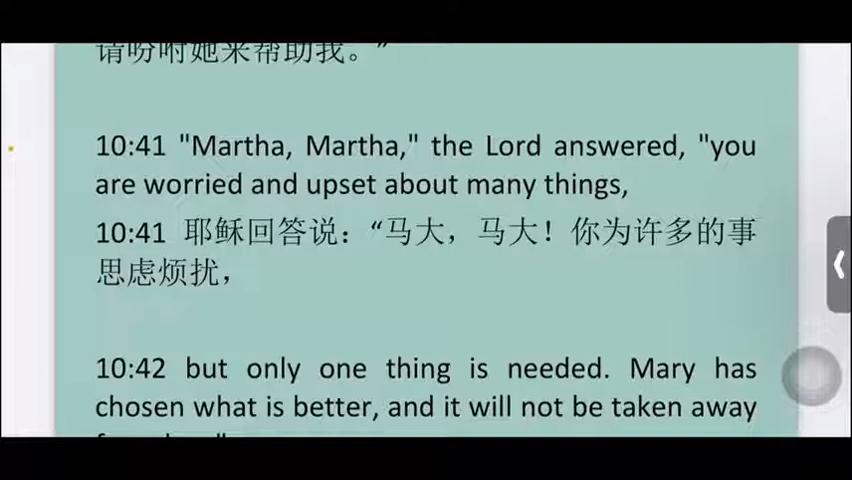 请吩咐她来帮助我。”
10:41 "Martha, Martha," the Lord answered, "you
are worried and upset about many things,
10:41 耶稣回答说：“马大，马大！你为许多的事
思虑烦扰，
10:42 but only one thing is needed. Mary has
chosen what is better, and it will not be taken away